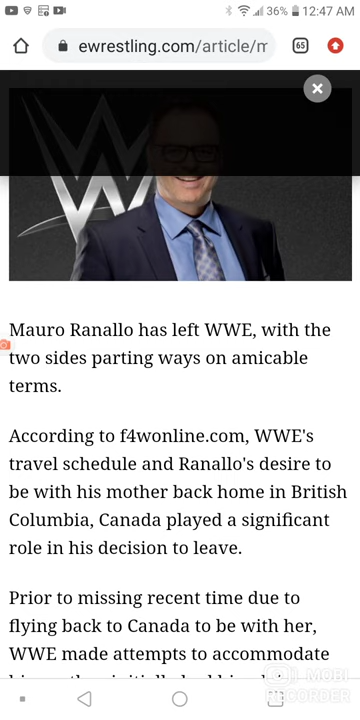 36% 12:47 AM
ewrestling.com/article/m
65
Mauro Ranallo has left WWE, with the
two sides parting ways on amicable
terms.
According to f4wonline.com, WWE's
travel schedule and Ranallo's desire to
be with his mother back home in British
Columbia, Canada played a significant
role in his decision to leave.
Prior to missing recent time due to
flying back to Canada to be with her,
WWE made attempts to accommodate
MOBI
RECORDER